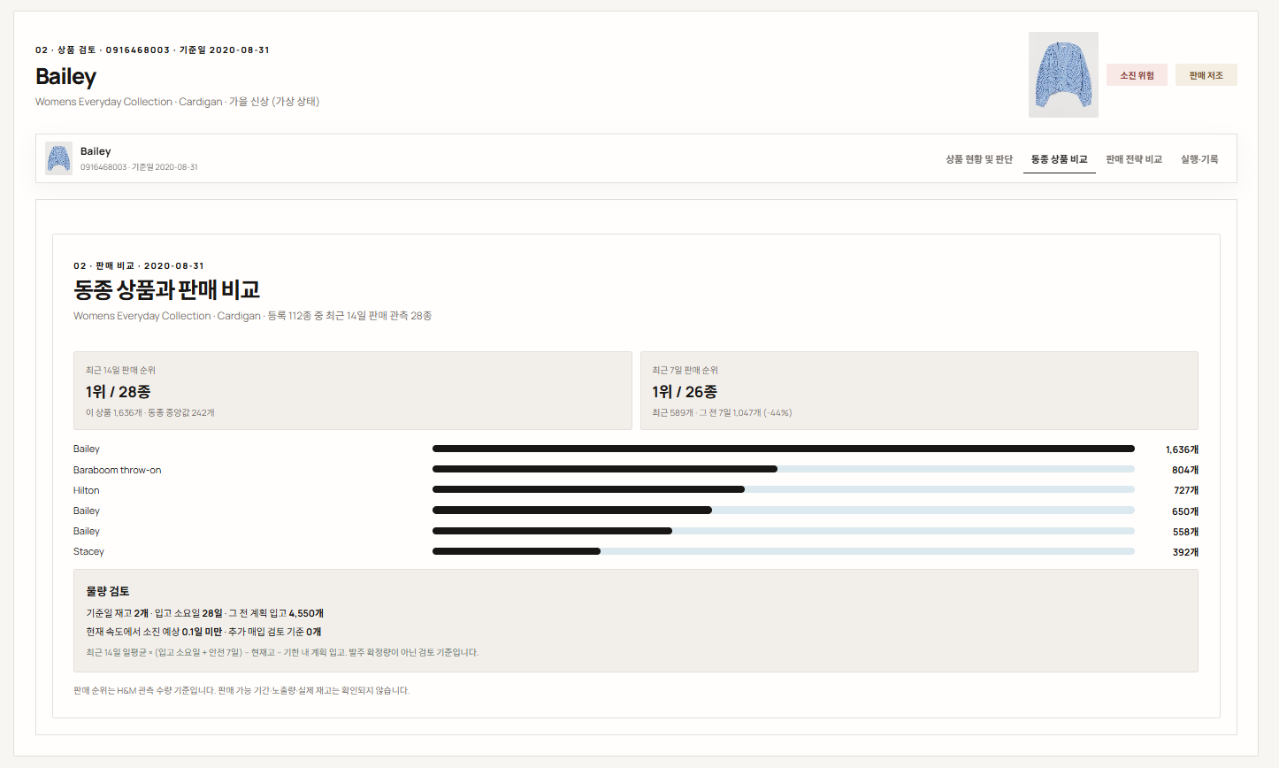 02 · 상품 검토 · 0916468003 · 기준일 2020-08-31
Bailey
Womens Everyday Collection · Cardigan · 가을 신상 (가상 상태)
소진 위험
판매 저조
Bailey
0916468003 · 기준일 2020-08-31
상품 현황 및 판단
동종 상품 비교
판매 전략 비교
실행·기록
02 · 판매 비교 · 2020-08-31
동종 상품과 판매 비교
Womens Everyday Collection · Cardigan · 등록 112종 중 최근 14일 판매 관측 28종
최근 14일 판매 순위
1위 / 28종
이 상품 1,636개 · 동종 중앙값 242개
최근 7일 판매 순위
1위 / 26종
최근 589개 · 그 전 7일 1,047개 (-44%)
Bailey 1,636개
Baraboom throw-on 804개
Hilton 727개
Bailey 650개
Bailey 558개
Stacey 392개
물량 검토
기준일 재고 2개 · 입고 소요일 28일 · 그 전 계획 입고 4,550개
현재 속도에서 소진 예상 0.1일 미만 · 추가 매입 검토 기준 0개
최근 14일 일평균 × (입고 소요일 + 안전 7일) − 현재고 − 기한 내 계획 입고. 발주 확정량이 아닌 검토 기준입니다.
판매 순위는 H&M 관측 수량 기준입니다. 판매 가능 기간·노출량·실제 재고는 확인되지 않습니다.